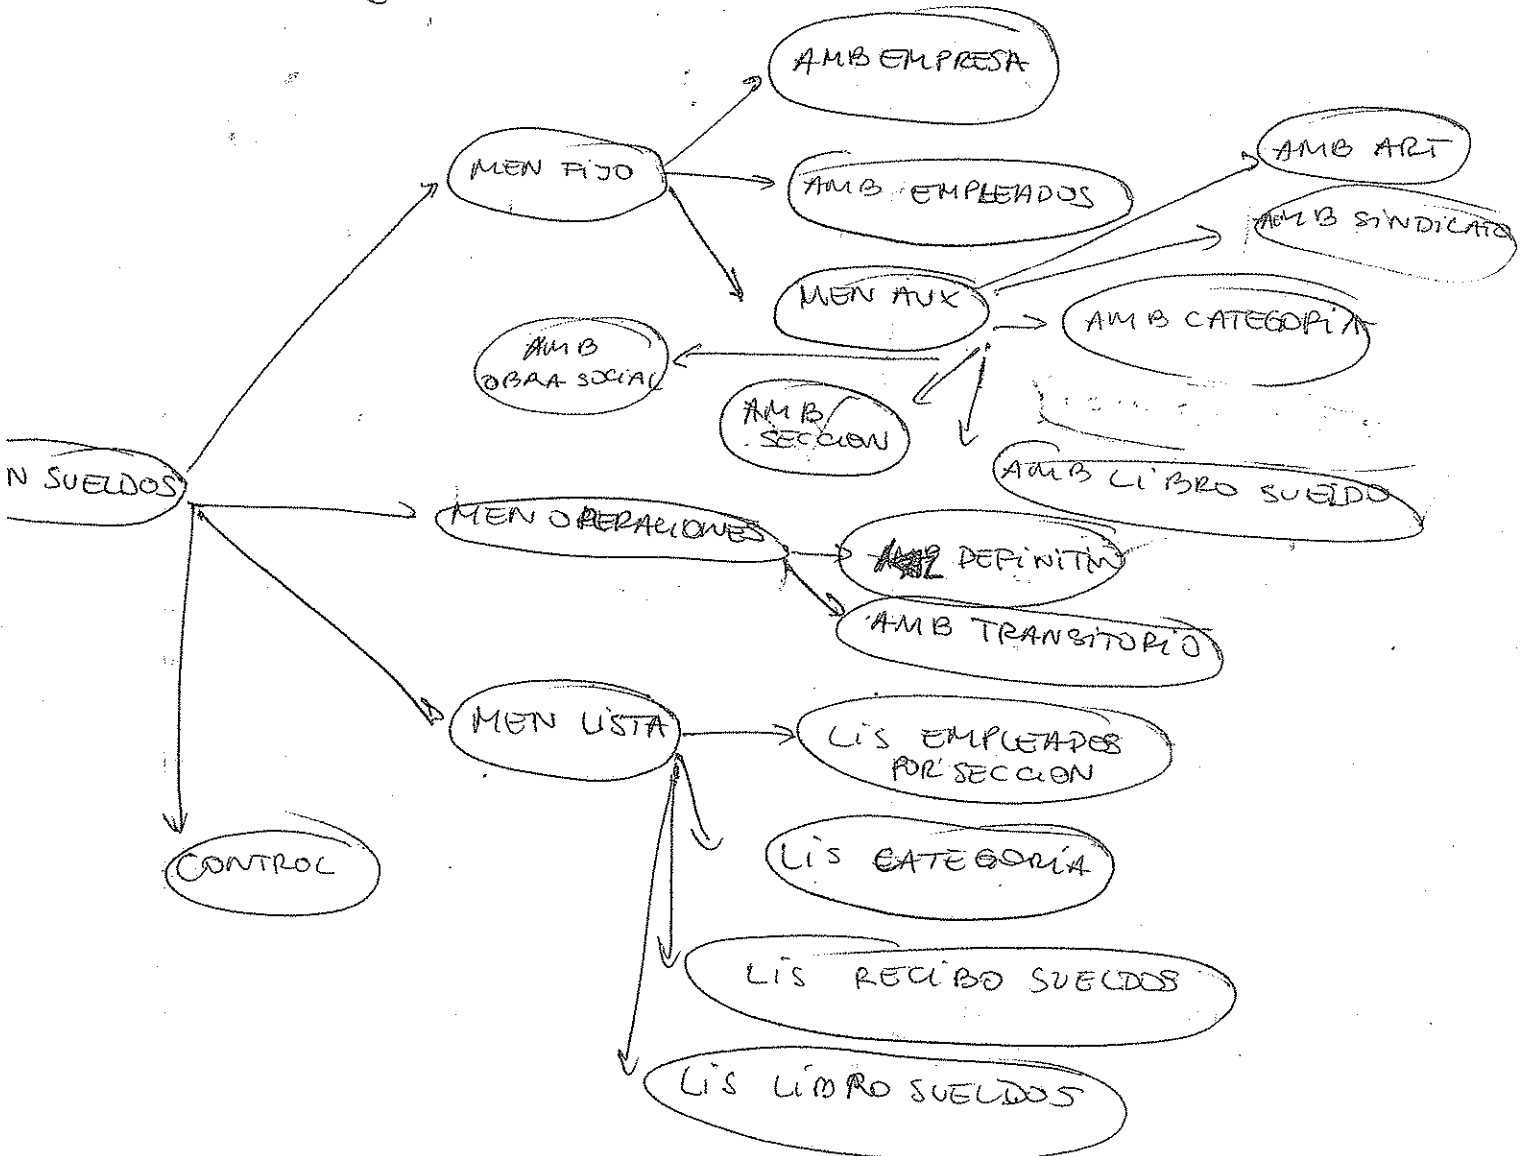 AMB EMPRESA
MEN FIJO
AMB ART
AMB EMPLEADOS
AMB SINDICATO
MEN AUX
AMB CATEGORIA
AMB
OBRA SOCIAL
AMB
SECCION
AMB LIBRO SUELDO
N SUELDOS
MEN OPERACIONES
DEFINITIV
AMB TRANSITORIO
MEN LISTA
LIS EMPLEADOS
POR SECCION
LIS CATEGORÍA
CONTROL
LIS RECIBO SUELDOS
LIS LIBRO SUELDOS